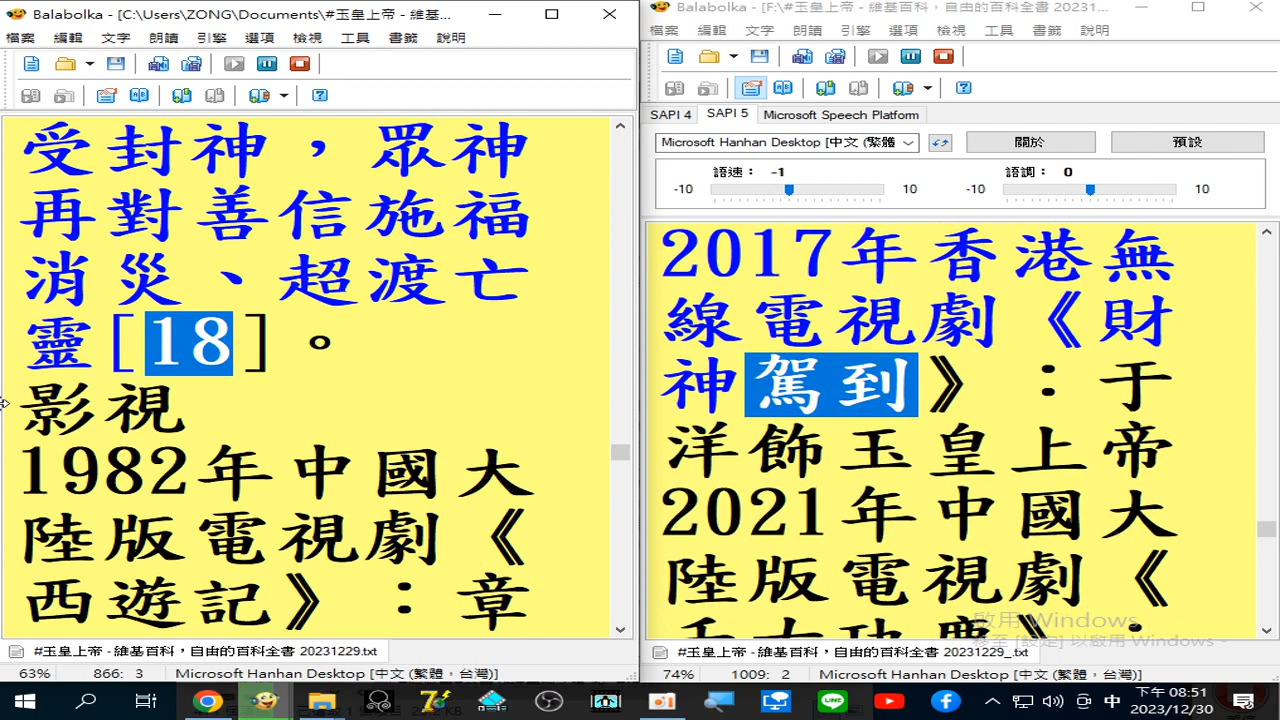 Balabolka - [C:\Users\ZONG\Documents\#玉皇上帝 - 維基...
檔案 編輯 文字 朗讀 引擎 選項 檢視 工具 書籤 說明
受封神，眾神
再對善信施福
消災、超渡亡
靈[18]。
影視
1982年中國大
陸版電視劇《
西遊記》：章
#玉皇上帝 - 維基百科，自由的百科全書 20231229.txt
63% 866: 3 Microsoft Hanhan Desktop [中文 (繁體，台灣)]
Balabolka - [F:\#玉皇上帝 - 維基百科，自由的百科全書 20231...
檔案 編輯 文字 朗讀 引擎 選項 檢視 工具 書籤 說明
SAPI 4 SAPI 5 Microsoft Speech Platform
Microsoft Hanhan Desktop [中文 (繁體 關於 預設
語速： -1 語調： 0
-10 10 -10 10
2017年香港無
線電視劇《財
神駕到》：于
洋飾玉皇上帝
2021年中國大
陸版電視劇《
啟用 Windows
移至 [設定] 以啟用 Windows。
#玉皇上帝 - 維基百科，自由的百科全書 20231229_.txt
74% 1009: 2 Microsoft Hanhan Desktop [中文 (繁體，台灣)]
中 下午 08:51
2023/12/30